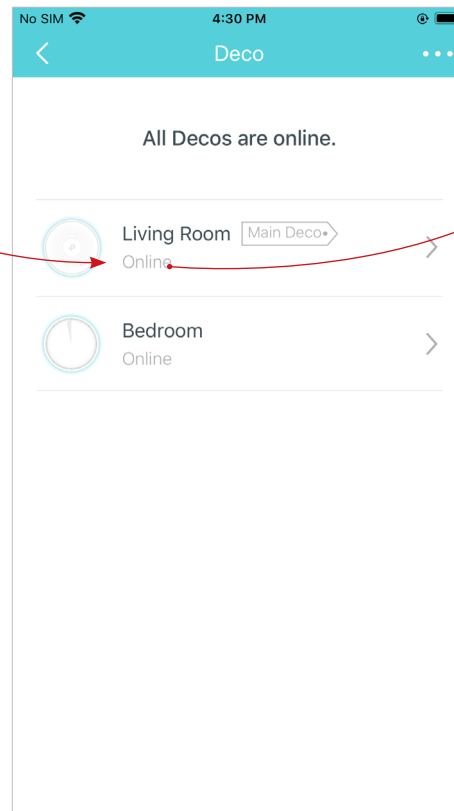 No SIM 4:30 PM
Deco
All Decos are online.
Living Room Main Deco
Online
Bedroom
Online